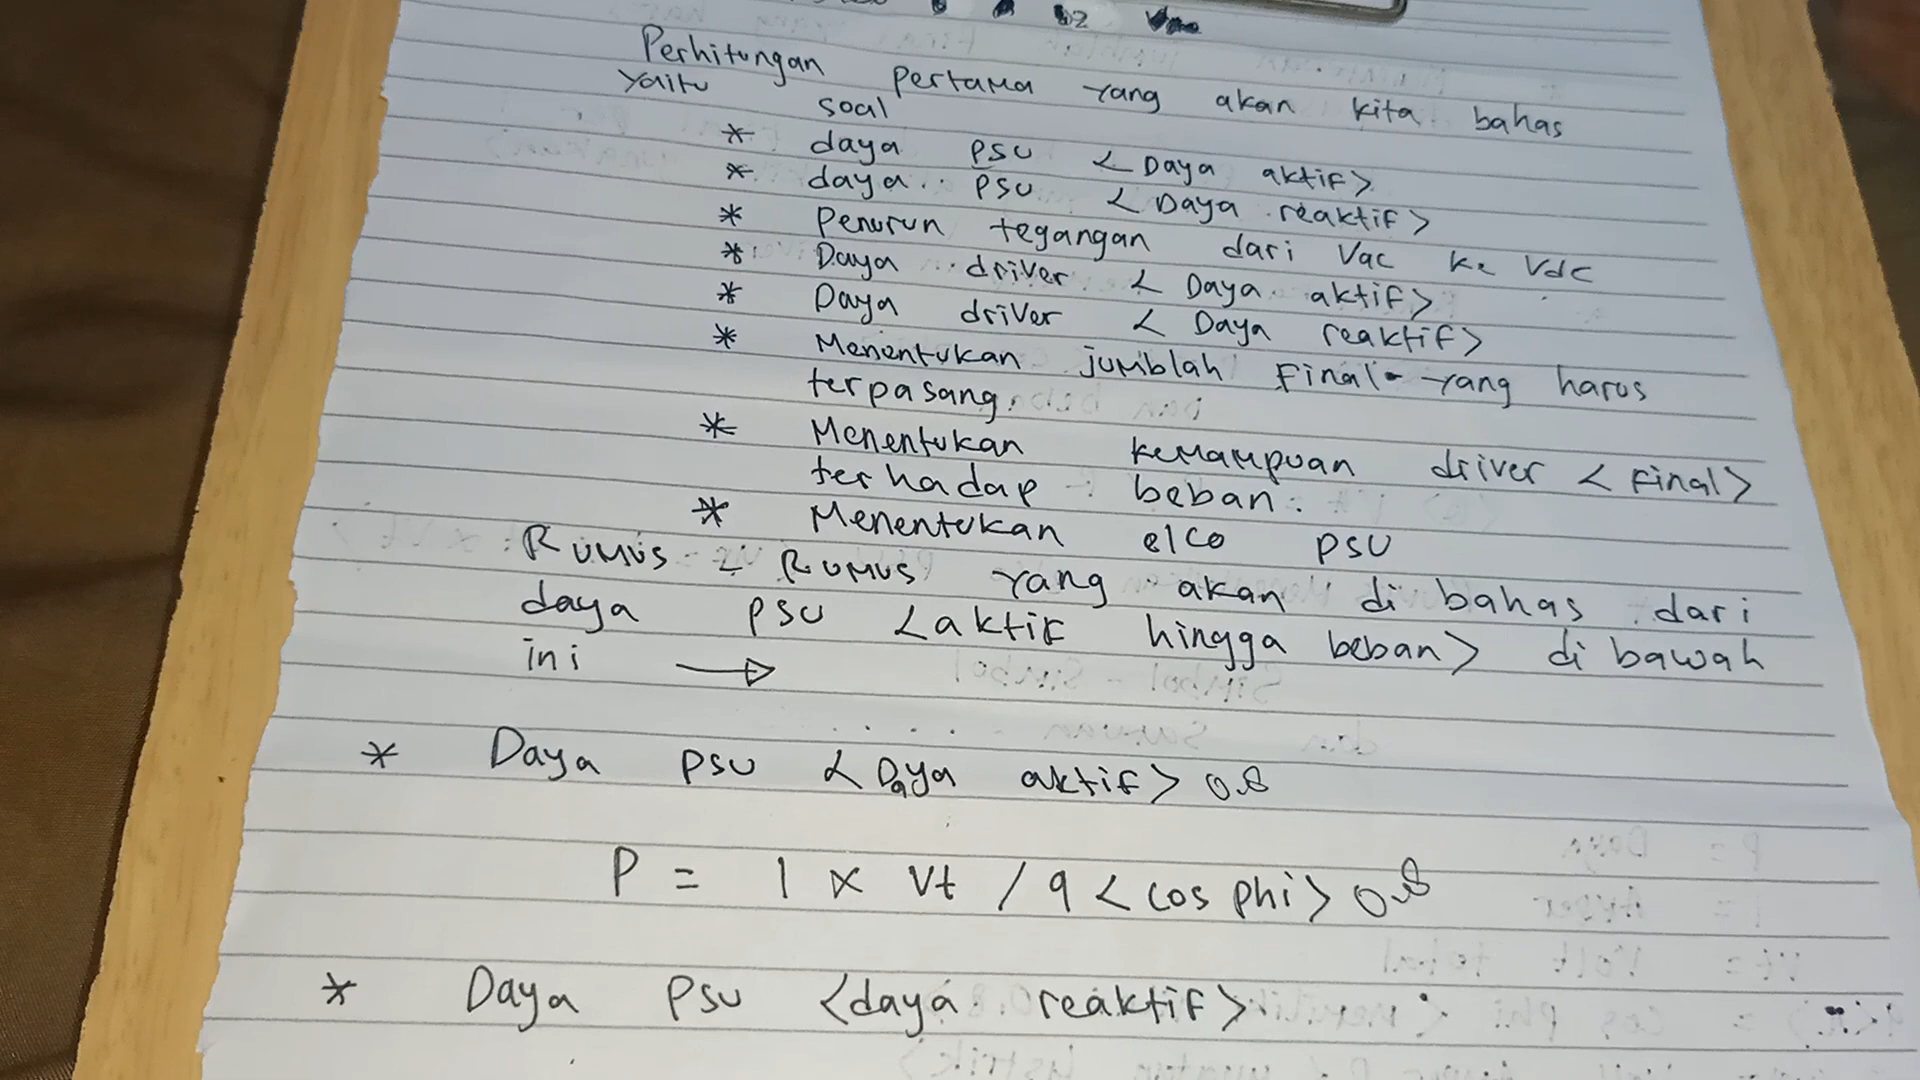 Perhitungan pertama yang akan kita bahas
yaitu soal
* daya psu < Daya aktif >
* daya psu < Daya reaktif >
* Penurun tegangan dari Vac ke Vdc
* Daya driver < Daya aktif >
* Daya driver < Daya reaktif >
* Menentukan jumblah Final yang harus
terpasang.
* Menentukan kemampuan driver < Final >
terhadap beban.
* Menentukan elco psu
Rumus - Rumus yang akan di bahas dari
daya psu < aktif hingga beban > di bawah
ini →
* Daya psu < Daya aktif > 0.8
P = I x Vt / q < cos phi > 0.8
* Daya psu < daya reaktif >